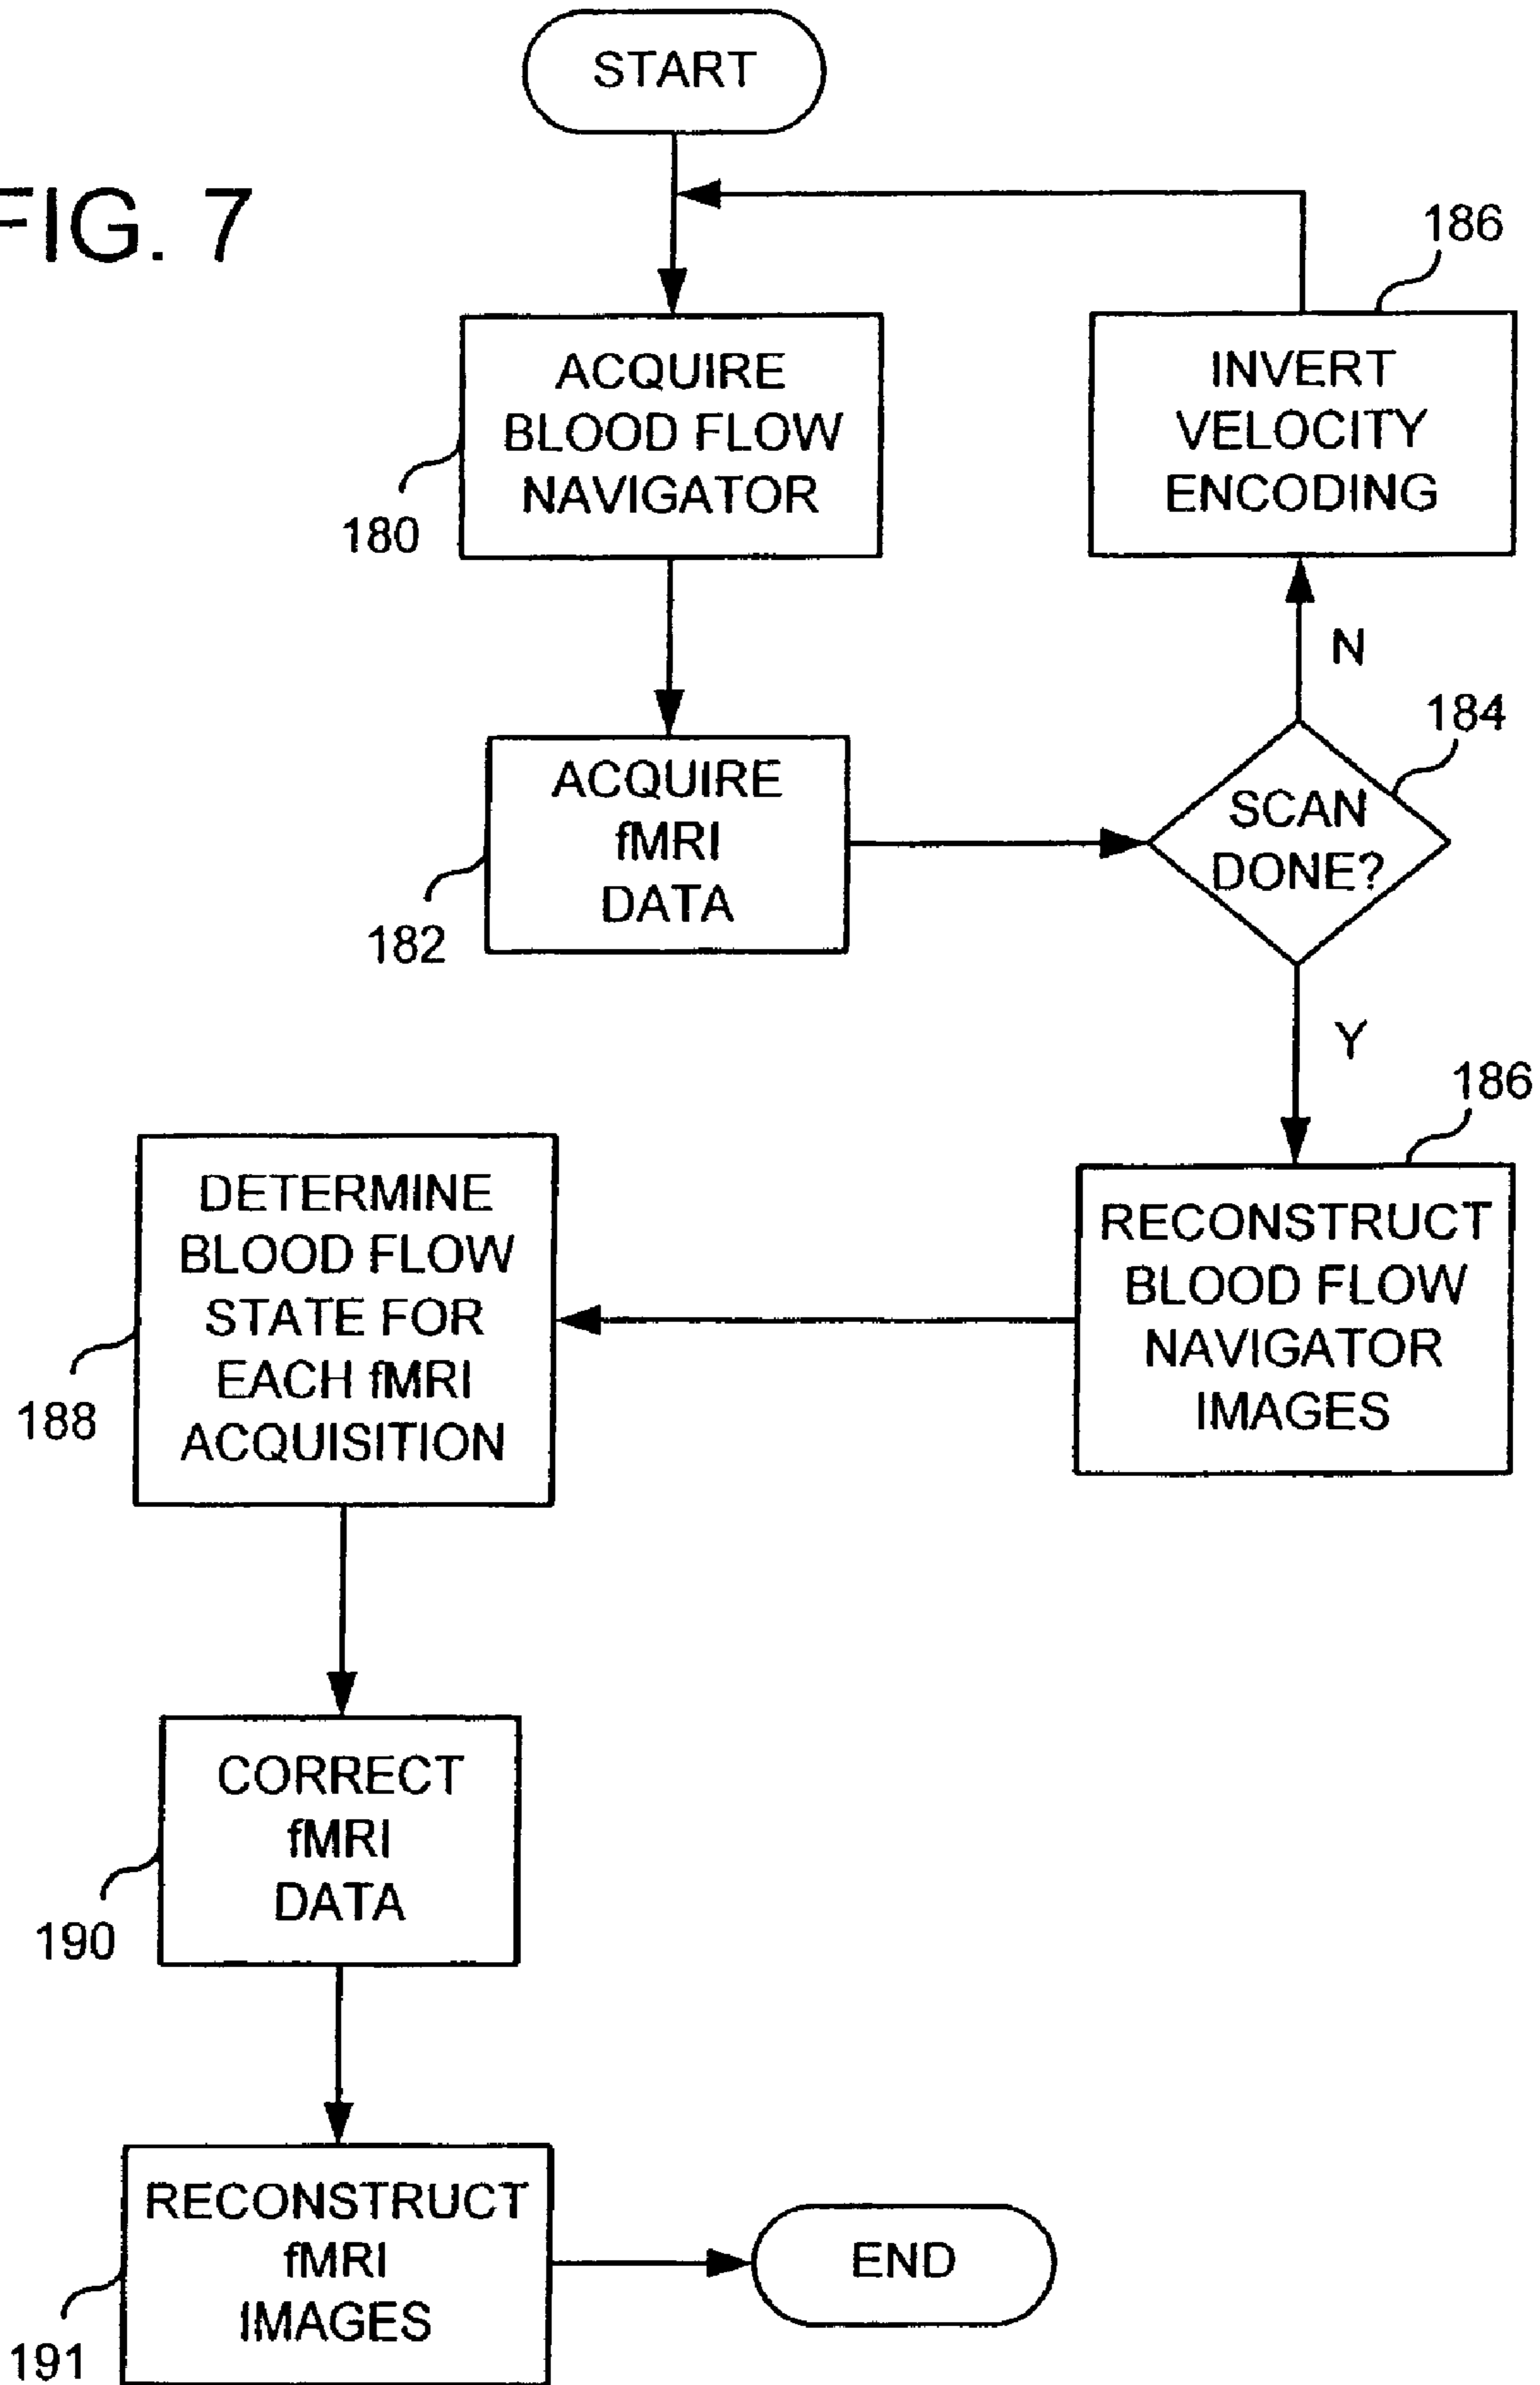 START
FIG. 7
186
ACQUIRE
BLOOD FLOW
NAVIGATOR
180
INVERT
VELOCITY
ENCODING
N
184
ACQUIRE
fMRI
DATA
182
SCAN
DONE?
Y
186
RECONSTRUCT
BLOOD FLOW
NAVIGATOR
IMAGES
DETERMINE
BLOOD FLOW
STATE FOR
EACH fMRI
ACQUISITION
188
CORRECT
fMRI
DATA
190
RECONSTRUCT
fMRI
IMAGES
191
END